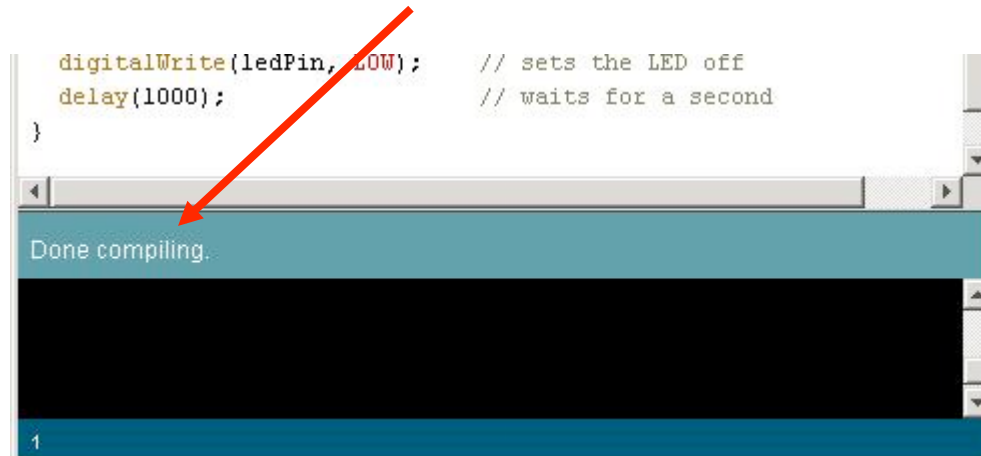 digitalWrite(ledPin, LOW);    // sets the LED off
delay(1000);                  // waits for a second
}
Done compiling.
1